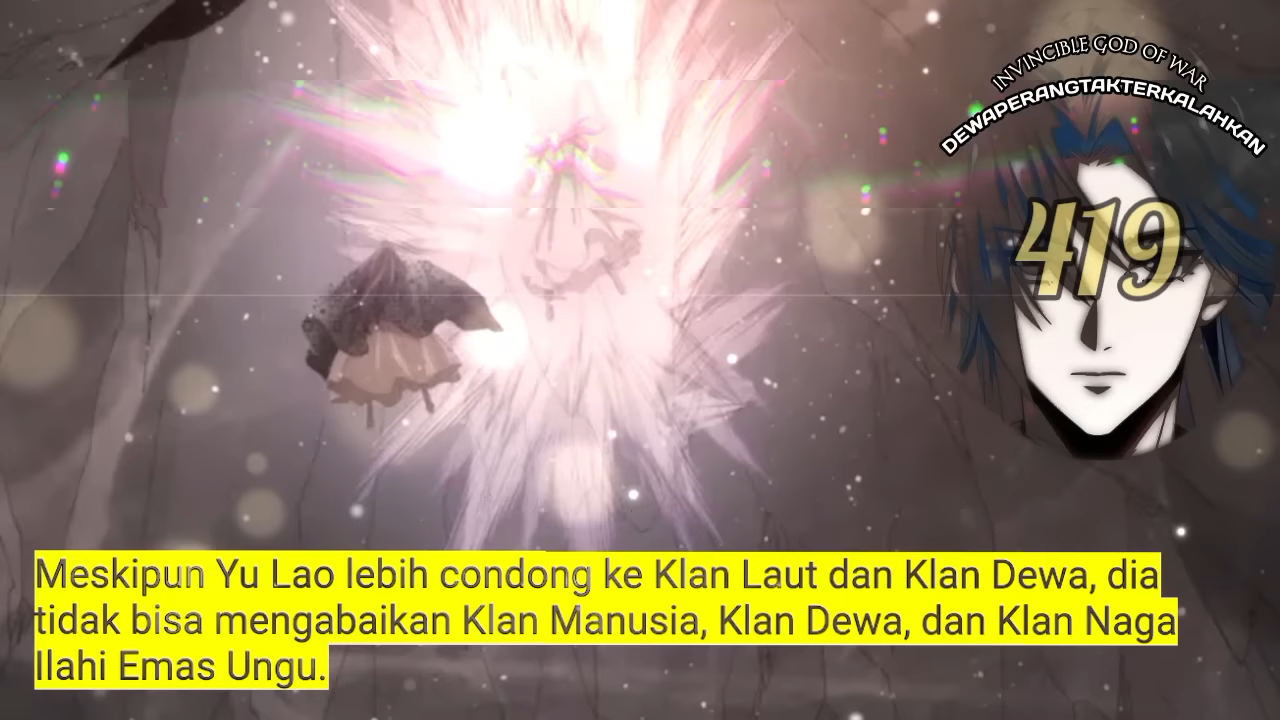 INVINCIBLE GOD OF WAR
DEWAPERANGTAKTERKALAHKAN
419
Meskipun Yu Lao lebih condong ke Klan Laut dan Klan Dewa, dia
tidak bisa mengabaikan Klan Manusia, Klan Dewa, dan Klan Naga
Ilahi Emas Ungu.